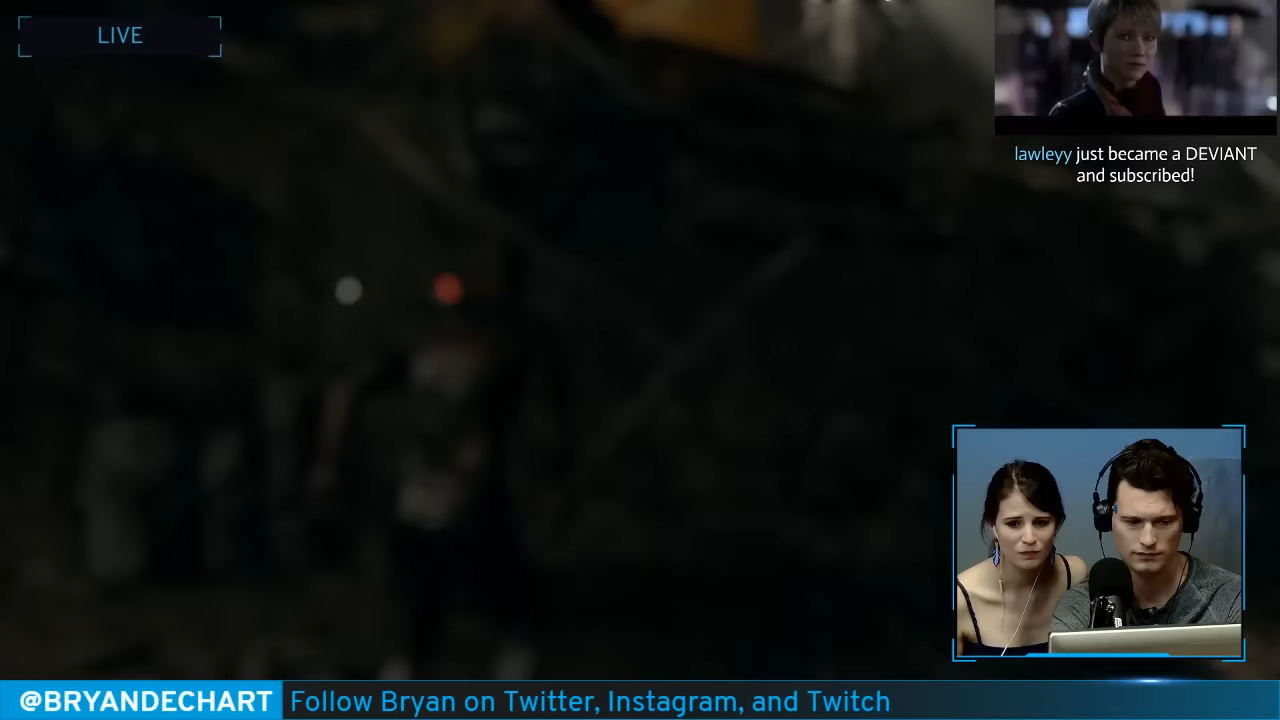 LIVE
lawleyy just became a DEVIANT
and subscribed!
@BRYANDECHART Follow Bryan on Twitter, Instagram, and Twitch